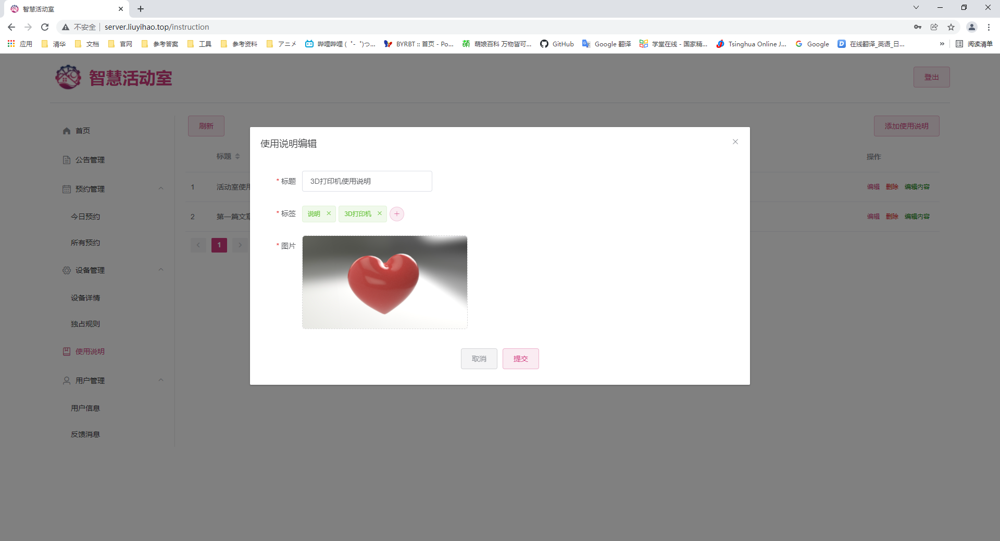 智慧活动室
不安全
server.liuyihao.top/instruction
应用
清华
文档
官网
参考答案
工具
参考资料
アニメ
哔哩哔哩 (゜-゜)つ...
BYRBT :: 首页 - Po...
萌娘百科 万物皆可...
GitHub
Google 翻译
学堂在线 - 国家精...
Tsinghua Online J...
Google
在线翻译_英语_日...
»
阅读清单
智慧活动室
登出
首页
公告管理
预约管理
今日预约
所有预约
设备管理
设备详情
独占规则
使用说明
用户管理
用户信息
反馈消息
刷新
添加使用说明
标题
操作
1
活动室使用
编辑
删除
编辑内容
2
第一篇文章
编辑
删除
编辑内容
1
使用说明编辑
* 标题
3D打印机使用说明
* 标签
说明
3D打印机
* 图片
取消
提交